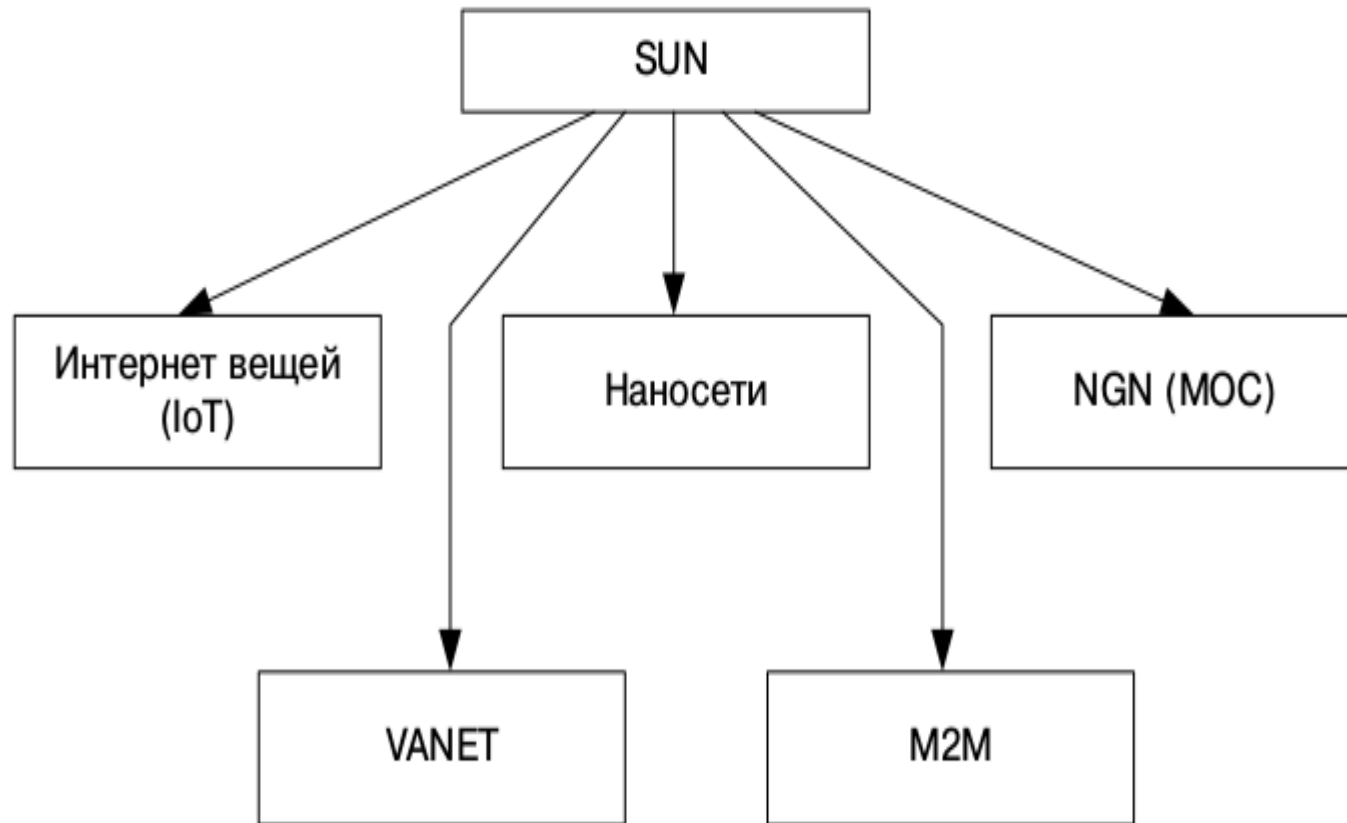 SUN
Интернет вещей
(IoT)
Наносети
NGN (МОС)
VANET
M2M